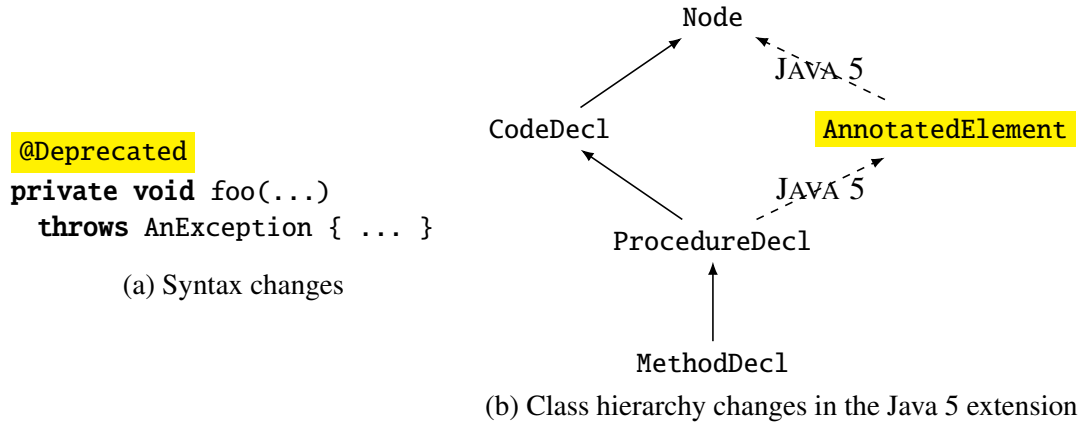 @Deprecated
private void foo(...)
throws AnException { ... }
(a) Syntax changes
Node
JAVA 5
CodeDecl
AnnotatedElement
JAVA 5
ProcedureDecl
MethodDecl
(b) Class hierarchy changes in the Java 5 extension